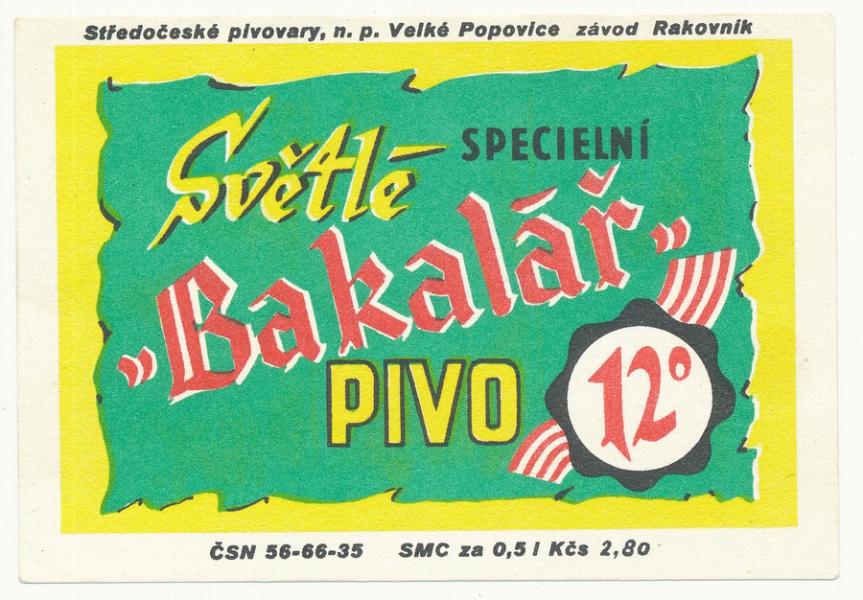 Středočeské pivovary, n. p. Velké Popovice závod Rakovník
Světlé SPECIELNÍ
„Bakalář“
PIVO
12°
ČSN 56-66-35 SMC za 0,5 l Kčs 2,80